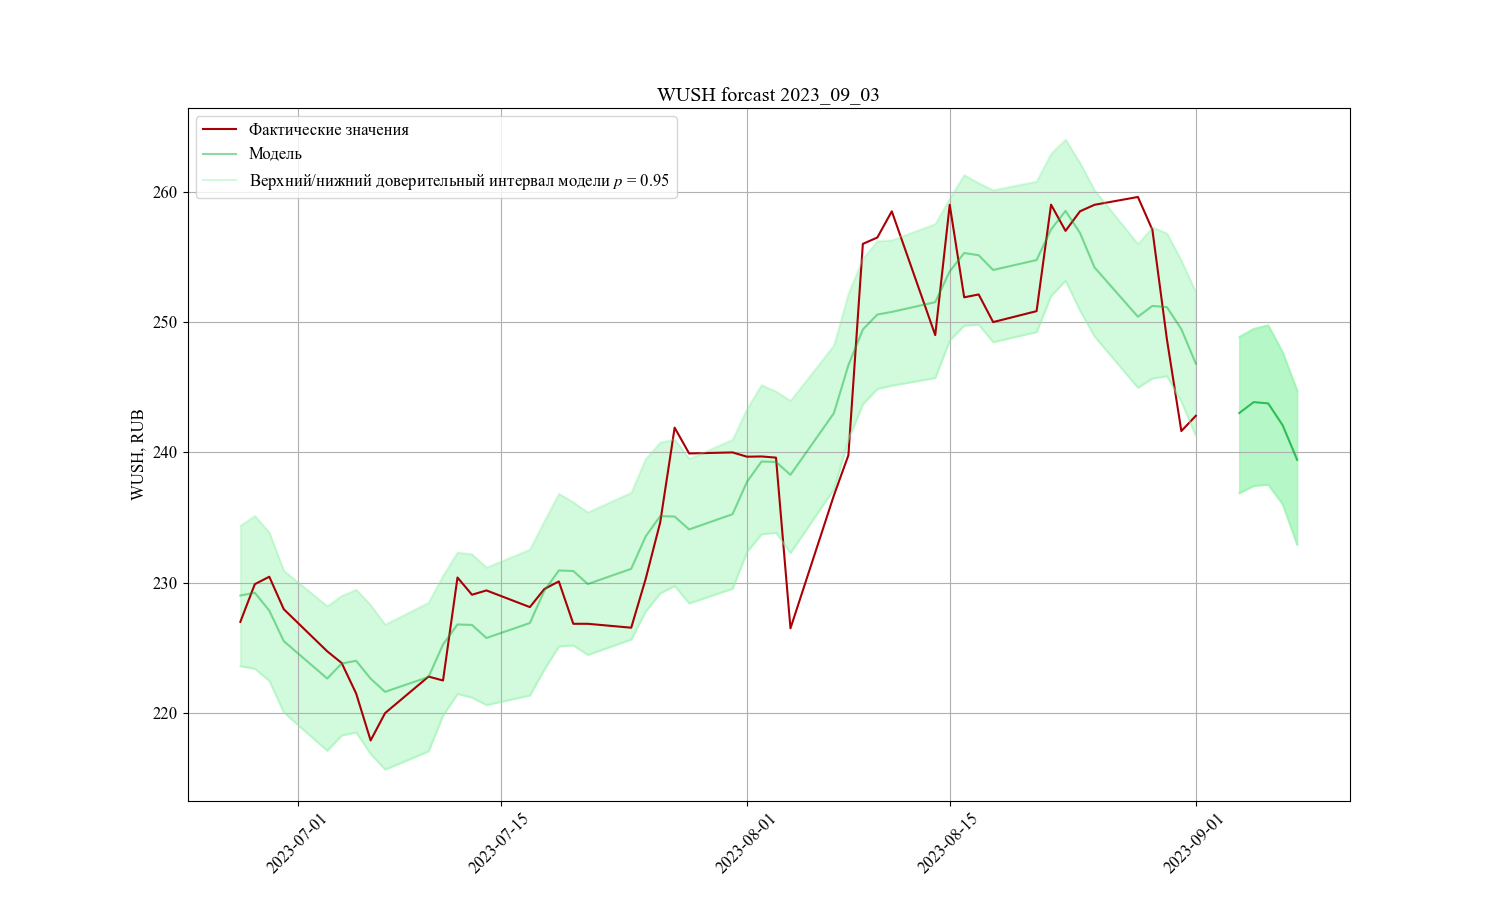 WUSH forcast 2023_09_03
Фактические значения
Модель
Верхний/нижний доверительный интервал модели p = 0.95
260
250
240
230
220
WUSH, RUB
2023-07-01
2023-07-15
2023-08-01
2023-08-15
2023-09-01